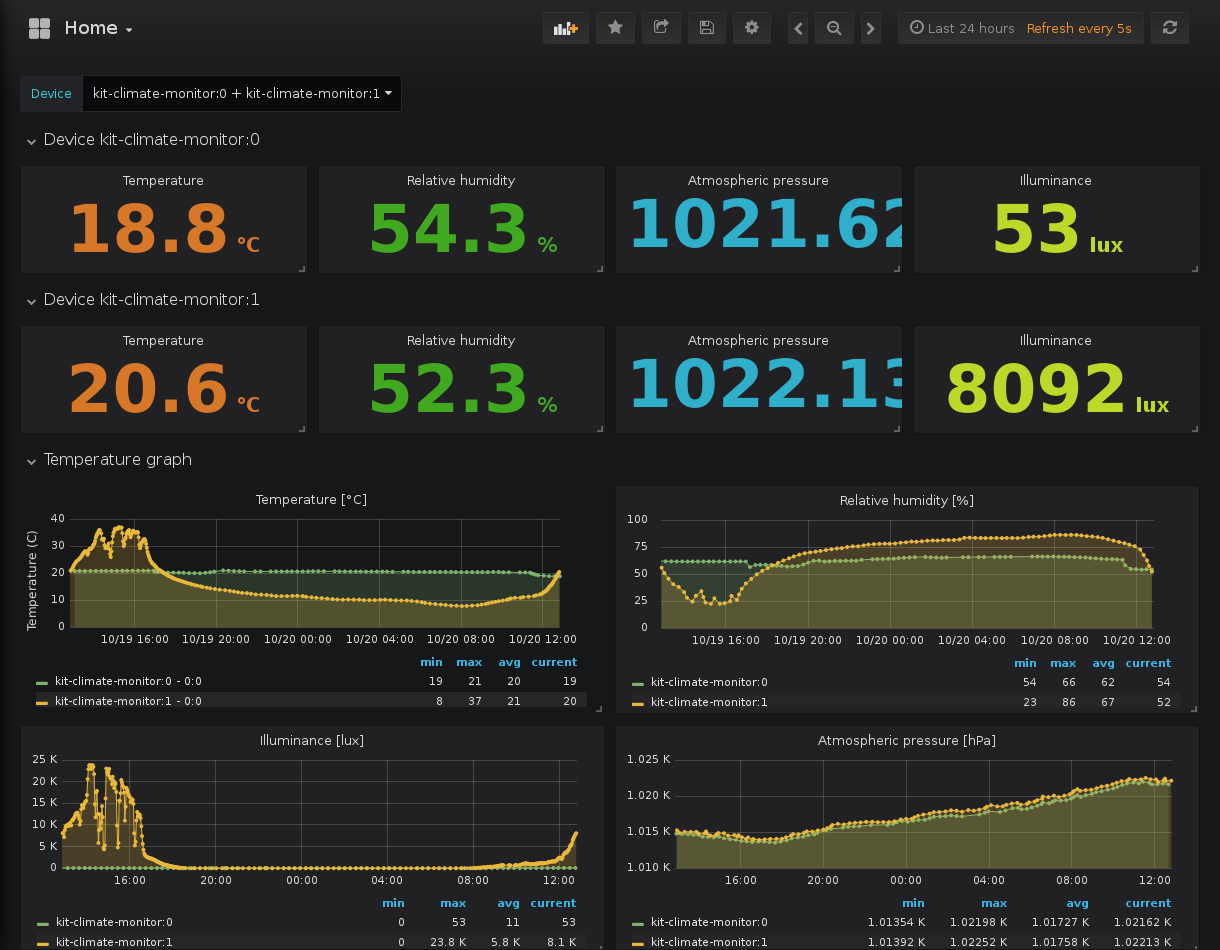 Home
Last 24 hours Refresh every 5s
Device kit-climate-monitor:0 + kit-climate-monitor:1
Device kit-climate-monitor:0
Temperature Relative humidity Atmospheric pressure Illuminance
18.8 °C 54.3 % 1021.62 53 lux
Device kit-climate-monitor:1
Temperature Relative humidity Atmospheric pressure Illuminance
20.6 °C 52.3 % 1022.13 8092 lux
Temperature graph
Temperature [°C]
Temperature (C)
40
30
20
10
0
10/19 16:00 10/19 20:00 10/20 00:00 10/20 04:00 10/20 08:00 10/20 12:00
min max avg current
kit-climate-monitor:0 - 0:0 19 21 20 19
kit-climate-monitor:1 - 0:0 8 37 21 20
Relative humidity [%]
100
75
50
25
0
10/19 16:00 10/19 20:00 10/20 00:00 10/20 04:00 10/20 08:00 10/20 12:00
min max avg current
kit-climate-monitor:0 54 66 62 54
kit-climate-monitor:1 23 86 67 52
Illuminance [lux]
25 K
20 K
15 K
10 K
5 K
0
16:00 20:00 00:00 04:00 08:00 12:00
min max avg current
kit-climate-monitor:0 0 53 11 53
kit-climate-monitor:1 0 23.8 K 5.8 K 8.1 K
Atmospheric pressure [hPa]
1.025 K
1.020 K
1.015 K
1.010 K
16:00 20:00 00:00 04:00 08:00 12:00
min max avg current
kit-climate-monitor:0 1.01354 K 1.02198 K 1.01727 K 1.02162 K
kit-climate-monitor:1 1.01392 K 1.02252 K 1.01758 K 1.02213 K